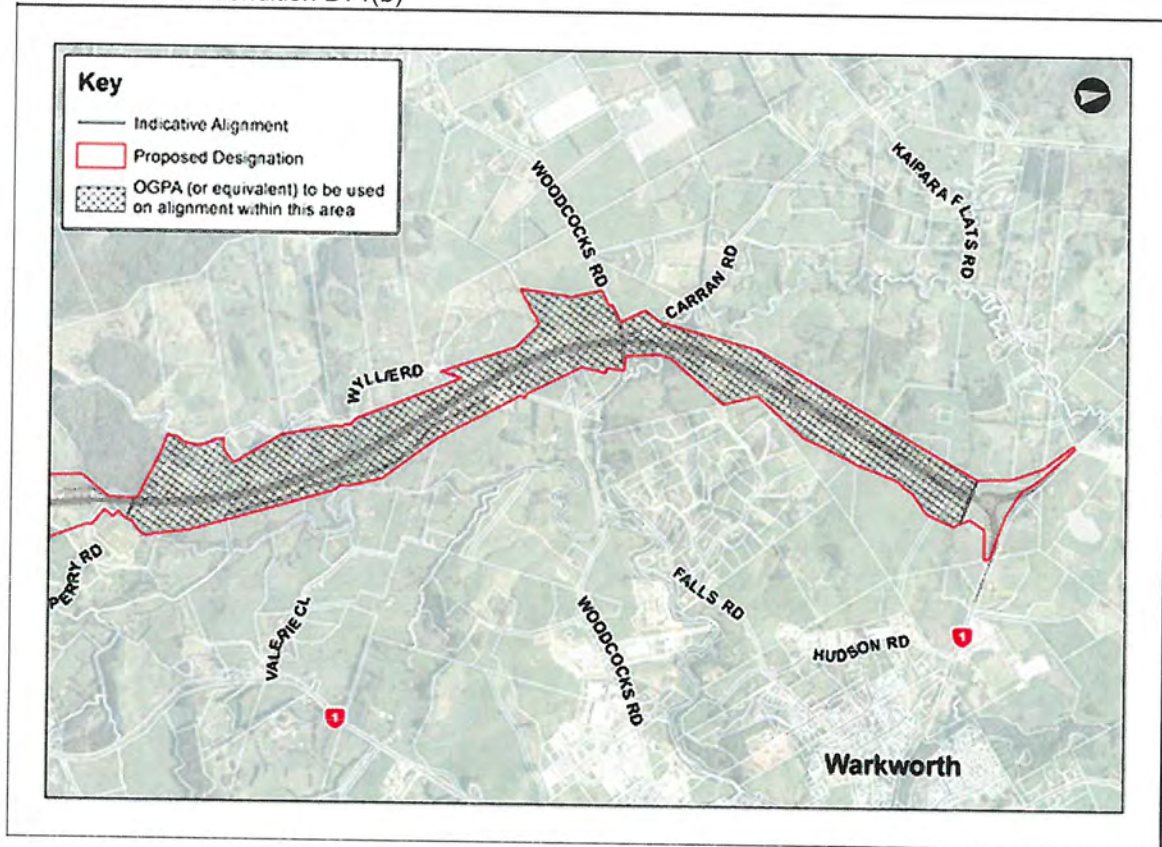 Key
Indicative Alignment
Proposed Designation
OGPA (or equivalent) to be used
on alignment within this area
WOODCOCKS RD
KAIPARA FLATS RD
CARRAN RD
WYLLIE RD
PERRY RD
VALERIE CL
1
WOODCOCKS RD
FALLS RD
HUDSON RD
1
Warkworth